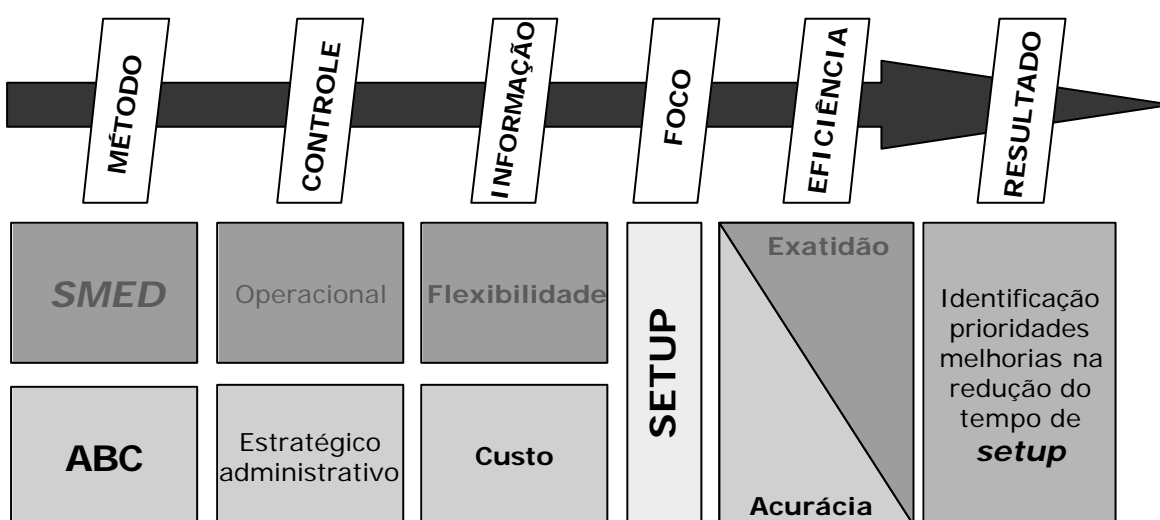 MÉTODO
CONTROLE
INFORMAÇÃO
FOCO
EFICIÊNCIA
RESULTADO
SMED
Operacional
Flexibilidade
SETUP
Exatidão
Identificação
prioridades
melhorias na
redução do
tempo de
setup
ABC
Estratégico
administrativo
Custo
Acurácia